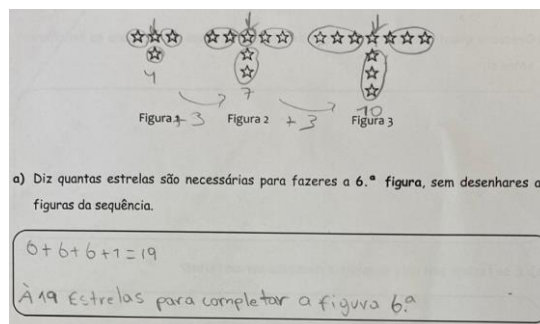 4
7
10
Figura 1 + 3 Figura 2 + 3 Figura 3
a) Diz quantas estrelas são necessárias para fazeres a 6.ª figura, sem desenhares a
figuras da sequência.
6+6+6+1=19
À 19 Estrelas para completar a figura 6.ª